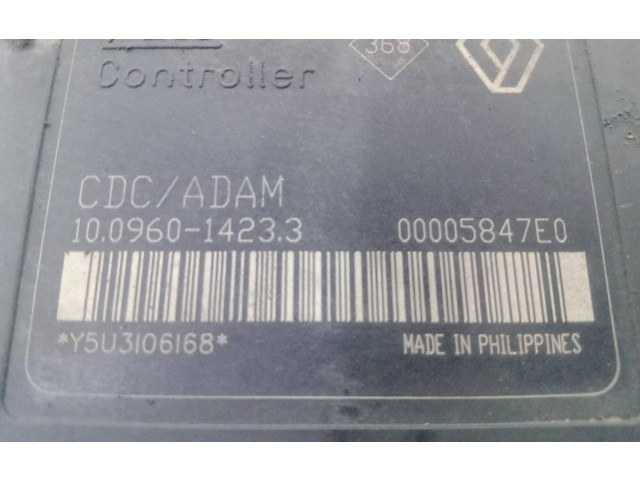 368
Controller
CDC/ADAM
10.0960-1423.3 00005847E0
*Y5U3106168*
MADE IN PHILIPPINES